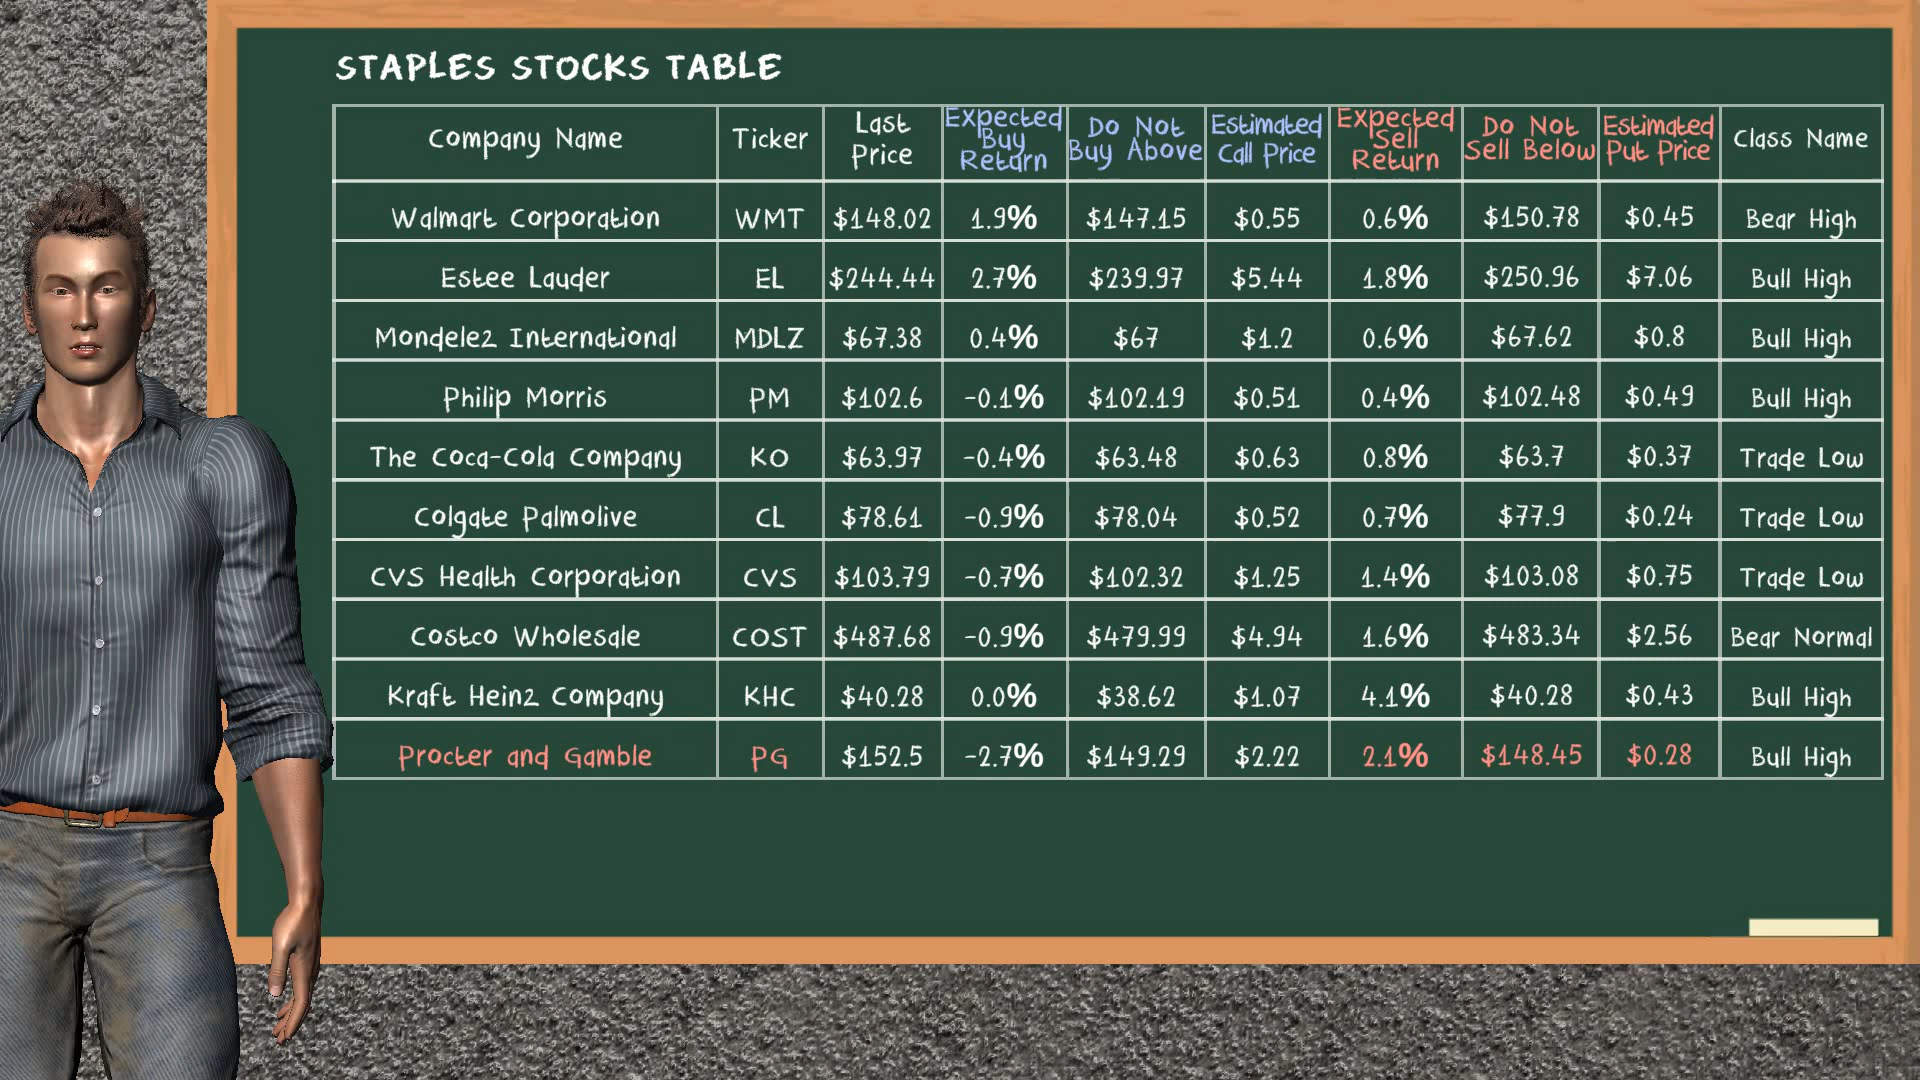 STAPLES STOCKS TABLE
Company Name Ticker Last Price Expected Buy Return Do Not Buy Above Estimated Call Price Expected Sell Return Do Not Sell Below Estimated Put Price Class Name
Walmart Corporation WMT $148.02 1.9% $147.15 $0.55 0.6% $150.78 $0.45 Bear High
Estee Lauder EL $244.44 2.7% $239.97 $5.44 1.8% $250.96 $7.06 Bull High
Mondelez International MDLZ $67.38 0.4% $67 $1.2 0.6% $67.62 $0.8 Bull High
Philip Morris PM $102.6 -0.1% $102.19 $0.51 0.4% $102.48 $0.49 Bull High
The Coca-Cola Company KO $63.97 -0.4% $63.48 $0.63 0.8% $63.7 $0.37 Trade Low
Colgate Palmolive CL $78.61 -0.9% $78.04 $0.52 0.7% $77.9 $0.24 Trade Low
CVS Health Corporation CVS $103.79 -0.7% $102.32 $1.25 1.4% $103.08 $0.75 Trade Low
Costco Wholesale COST $487.68 -0.9% $479.99 $4.94 1.6% $483.34 $2.56 Bear Normal
Kraft Heinz Company KHC $40.28 0.0% $38.62 $1.07 4.1% $40.28 $0.43 Bull High
Procter and Gamble PG $152.5 -2.7% $149.29 $2.22 2.1% $148.45 $0.28 Bull High